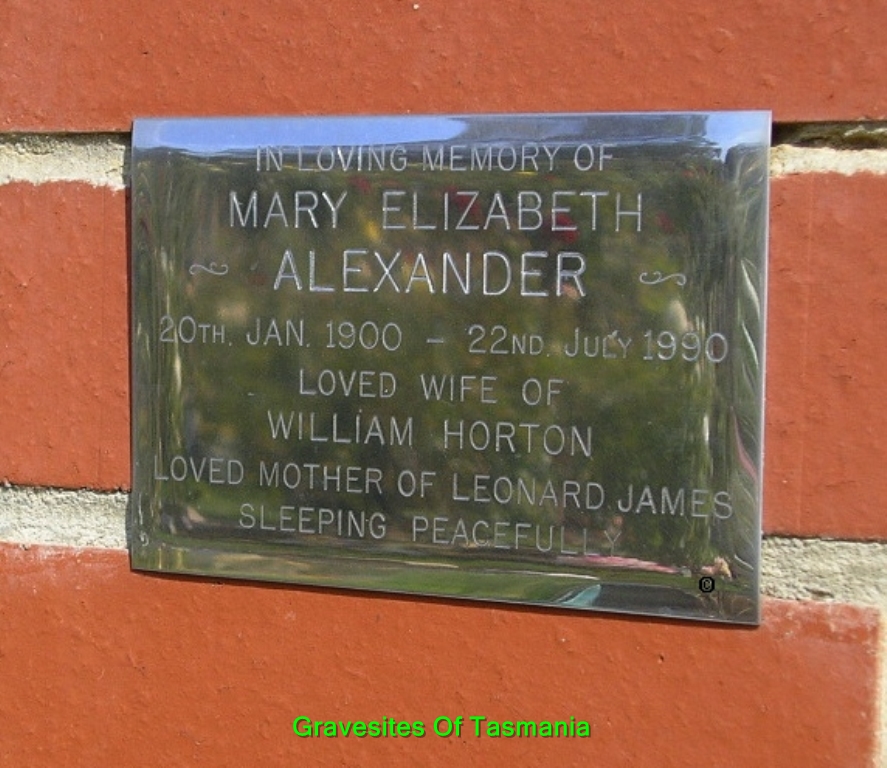 IN LOVING MEMORY OF
MARY ELIZABETH
~ ALEXANDER ~
20TH. JAN. 1900 – 22ND. JULY 1990
LOVED WIFE OF
WILLIAM HORTON
LOVED MOTHER OF LEONARD JAMES
SLEEPING PEACEFULLY
©
Gravesites Of Tasmania